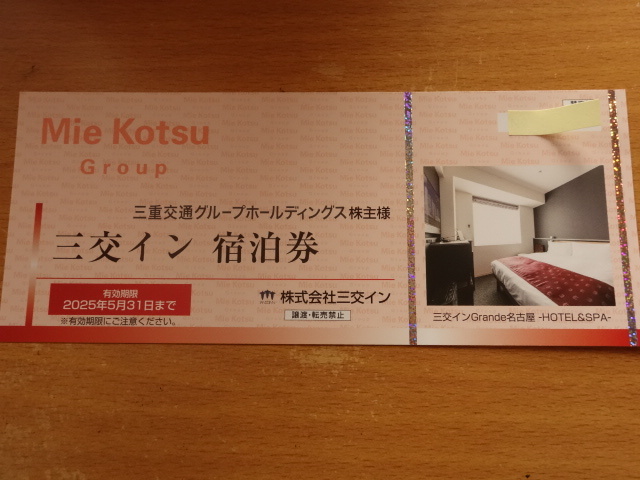 Mie Kotsu
Group
三重交通グループホールディングス株主様
三交イン 宿泊券
有効期限
2025年5月31日まで
※有効期限にご注意ください。
株式会社三交イン
譲渡・転売禁止
三交インGrande名古屋 -HOTEL&SPA-